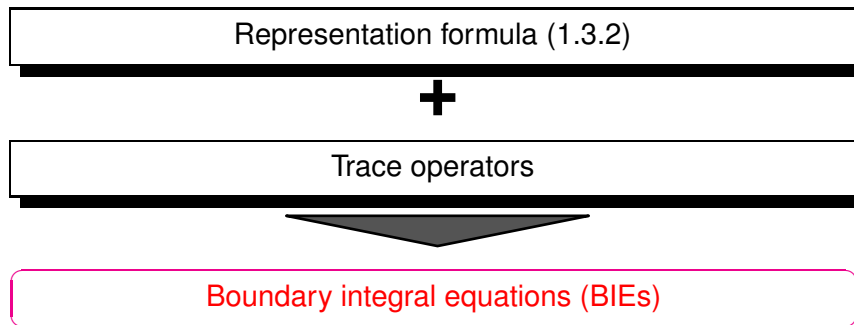 Representation formula (1.3.2)
+
Trace operators
Boundary integral equations (BIEs)